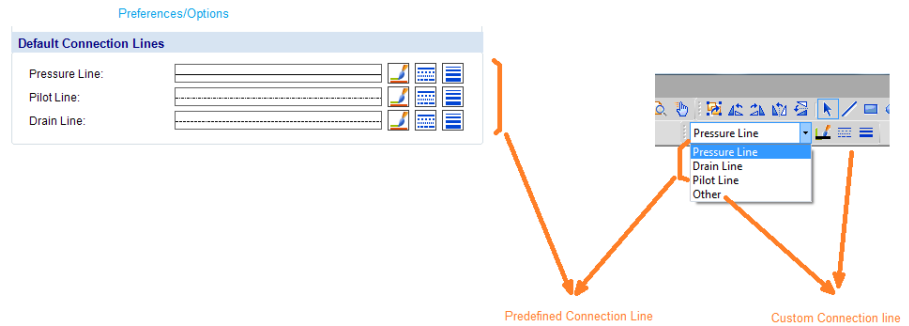 Preferences/Options
Default Connection Lines
Pressure Line:
Pilot Line:
Drain Line:
Pressure Line
Pressure Line
Drain Line
Pilot Line
Other
Predefined Connection Line
Custom Connection line